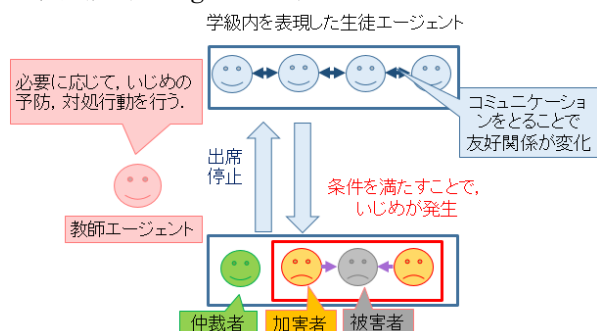 学級内を表現した生徒エージェント
必要に応じて，いじめの
予防，対処行動を行う．
コミュニケーショ
ンをとることで
友好関係が変化
出席
停止
条件を満たすことで，
いじめが発生
教師エージェント
仲裁者
加害者
被害者